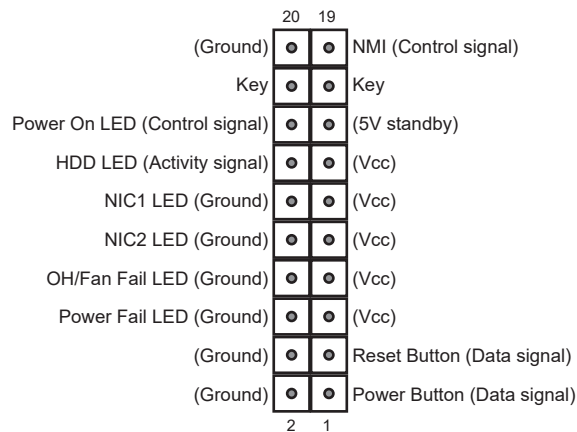 20 19
(Ground) NMI (Control signal)
Key Key
Power On LED (Control signal) (5V standby)
HDD LED (Activity signal) (Vcc)
NIC1 LED (Ground) (Vcc)
NIC2 LED (Ground) (Vcc)
OH/Fan Fail LED (Ground) (Vcc)
Power Fail LED (Ground) (Vcc)
(Ground) Reset Button (Data signal)
(Ground) Power Button (Data signal)
2 1